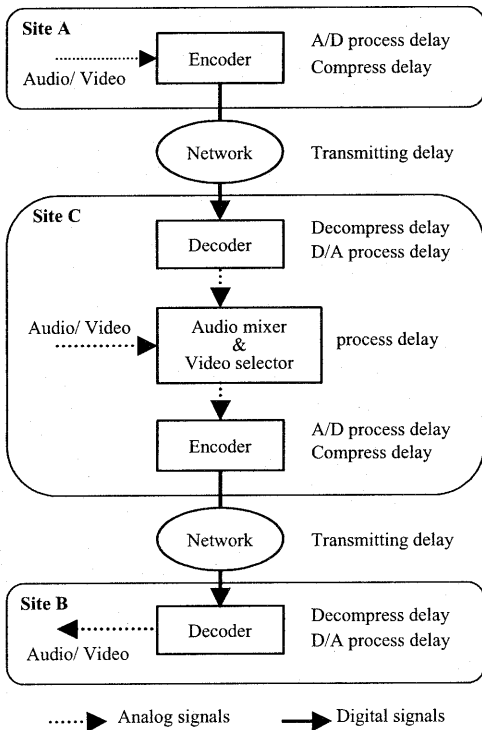 Site A
Audio/ Video
Encoder
A/D process delay
Compress delay
Network
Transmitting delay
Site C
Decoder
Decompress delay
D/A process delay
Audio/ Video
Audio mixer
&
Video selector
process delay
Encoder
A/D process delay
Compress delay
Network
Transmitting delay
Site B
Audio/ Video
Decoder
Decompress delay
D/A process delay
Analog signals
Digital signals